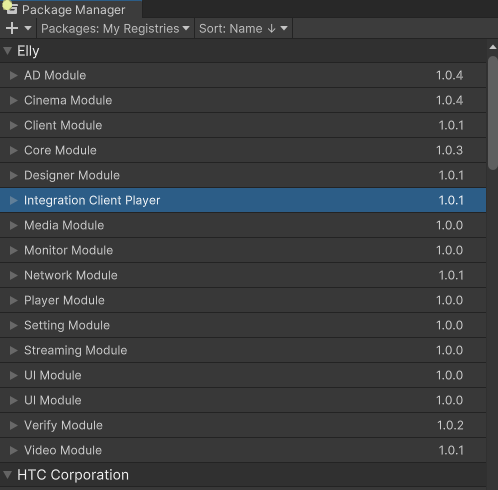 Package Manager
+ Packages: My Registries Sort: Name ↓
Elly
AD Module 1.0.4
Cinema Module 1.0.4
Client Module 1.0.1
Core Module 1.0.3
Designer Module 1.0.1
Integration Client Player 1.0.1
Media Module 1.0.0
Monitor Module 1.0.0
Network Module 1.0.1
Player Module 1.0.0
Setting Module 1.0.0
Streaming Module 1.0.0
UI Module 1.0.0
UI Module 1.0.0
Verify Module 1.0.2
Video Module 1.0.1
HTC Corporation